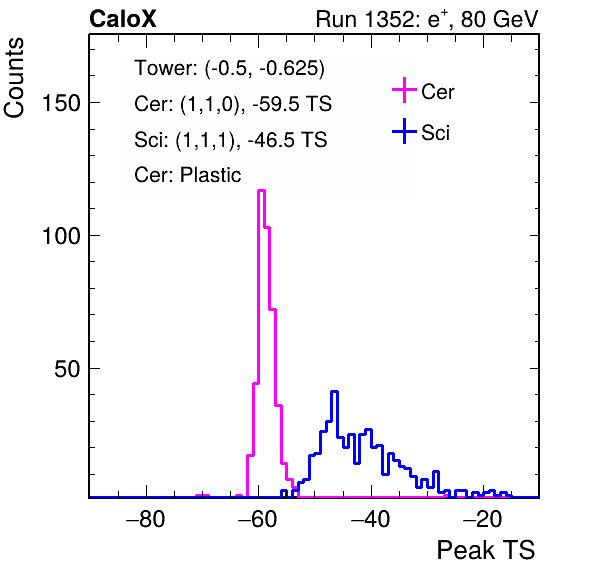 CaloX Run 1352: e⁺, 80 GeV
Counts
Tower: (-0.5, -0.625)
Cer: (1,1,0), -59.5 TS
Sci: (1,1,1), -46.5 TS
Cer: Plastic
Cer
Sci
150
100
50
−80 −60 −40 −20
Peak TS